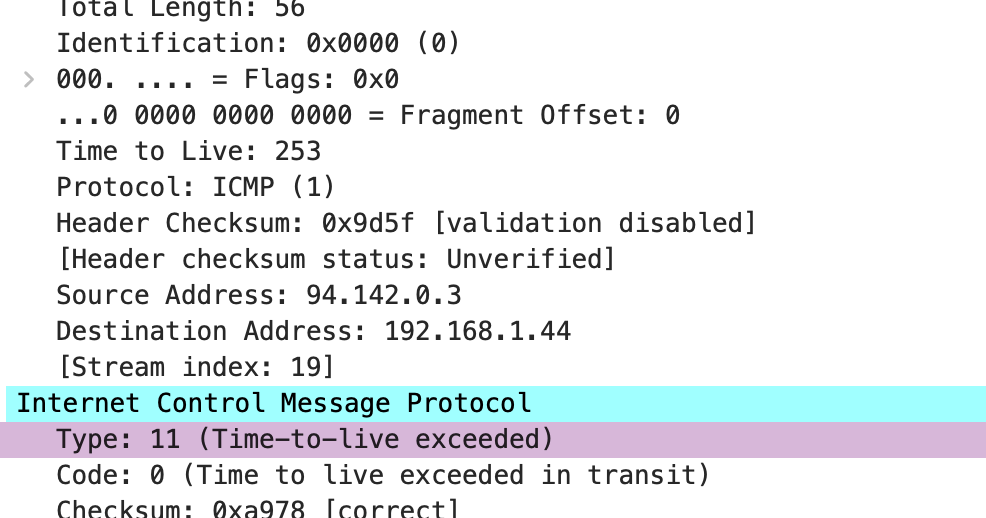 Total Length: 56
Identification: 0x0000 (0)
000. .... = Flags: 0x0
...0 0000 0000 0000 = Fragment Offset: 0
Time to Live: 253
Protocol: ICMP (1)
Header Checksum: 0x9d5f [validation disabled]
[Header checksum status: Unverified]
Source Address: 94.142.0.3
Destination Address: 192.168.1.44
[Stream index: 19]
Internet Control Message Protocol
Type: 11 (Time-to-live exceeded)
Code: 0 (Time to live exceeded in transit)
Checksum: 0xa978 [correct]